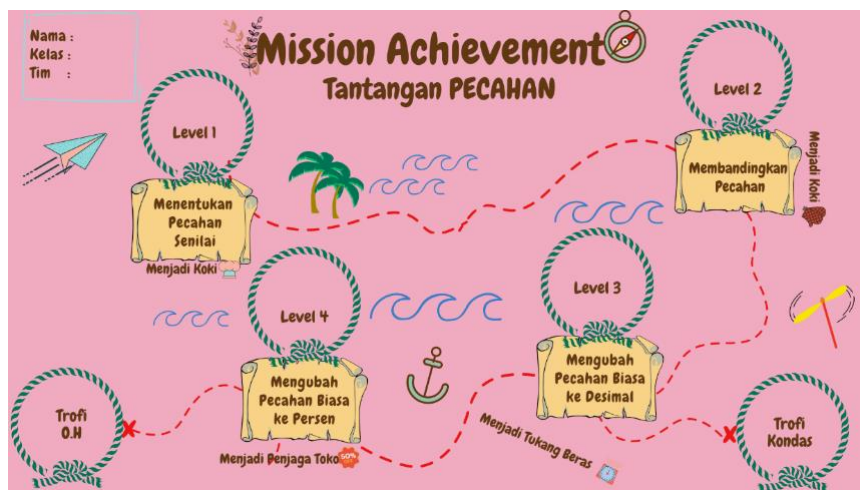 Nama :
Kelas :
Tim :
Mission Achievement
Tantangan PECAHAN
Level 1
Menentukan
Pecahan
Senilai
Menjadi Koki
Level 2
Membandingkan
Pecahan
Menjadi Koki
Level 3
Mengubah
Pecahan Biasa
ke Desimal
Menjadi Tukang Beras
Level 4
Mengubah
Pecahan Biasa
ke Persen
Menjadi Penjaga Toko
50%
Trofi
O.H
Trofi
Kondas